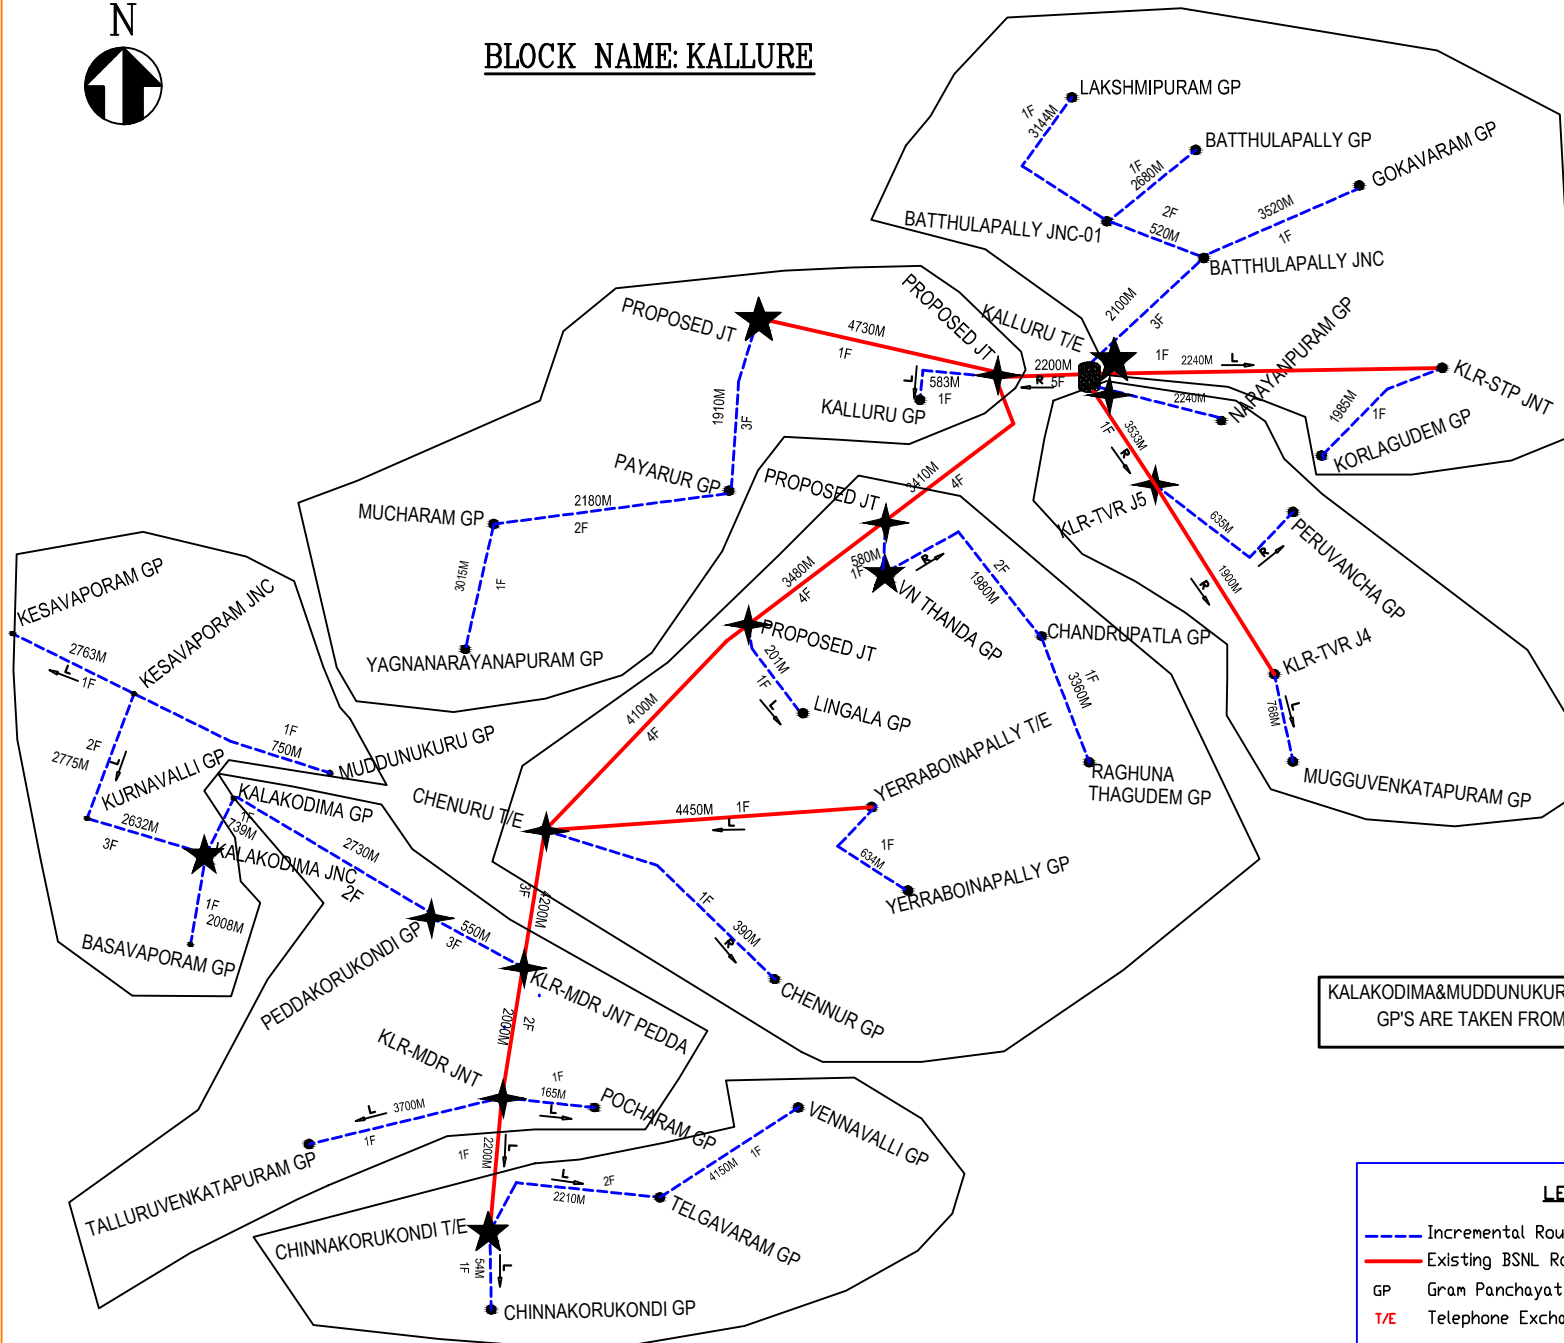 N
BLOCK NAME: KALLURE
LAKSHMIPURAM GP
1F
3144M
BATTHULAPALLY GP
1F
2680M
GOKAVARAM GP
3520M
1F
2F
520M
BATTHULAPALLY JNC-01
BATTHULAPALLY JNC
2100M
3F
PROPOSED JT
4730M
1F
PROPOSED JT
KALLURU T/E
2200M
R
5F
1F
2240M
L
KLR-STP JNT
NARAYANPURAM GP
2240M
1985M
1F
KORLAGUDEM GP
L
583M
1F
KALLURU GP
1910M
3F
PAYARUR GP
2180M
2F
MUCHARAM GP
3015M
1F
YAGNANARAYANAPURAM GP
1F
3533M
R
KLR-TVR J5
635M
R
PERUVANCHA GP
1900M
R
KLR-TVR J4
768M
L
MUGGUVENKATAPURAM GP
3410M
4F
PROPOSED JT
580M
1F
R
VN THANDA GP
2F
1980M
CHANDRUPATLA GP
1F
3360M
RAGHUNA
THAGUDEM GP
3480M
4F
PROPOSED JT
201M
1F
L
LINGALA GP
4100M
4F
CHENURU T/E
4450M
1F
L
YERRABOINAPALLY T/E
1F
634M
YERRABOINAPALLY GP
1F
390M
R
CHENNUR GP
KESAVAPORAM GP
2763M
L
1F
KESAVAPORAM JNC
1F
750M
MUDDUNUKURU GP
2F
2775M
L
KURNAVALLI GP
2632M
3F
KALAKODIMA GP
1F
739M
KALAKODIMA JNC
1F
2008M
BASAVAPORAM GP
2730M
2F
PEDDAKORUKONDI GP
550M
3F
3F
4200M
KLR-MDR JNT PEDDA
2000M
2F
KLR-MDR JNT
L
3700M
1F
TALLURUVENKATAPURAM GP
1F
165M
L
POCHARAM GP
1F
2200M
L
CHINNAKORUKONDI T/E
L
2F
2210M
TELGAVARAM GP
4150M
1F
VENNAVALLI GP
54M
1F
L
CHINNAKORUKONDI GP
KALAKODIMA&MUDDUNUKUR
GP'S ARE TAKEN FROM
LE
Incremental Rou
Existing BSNL Ro
GP Gram Panchayat
T/E Telephone Excha